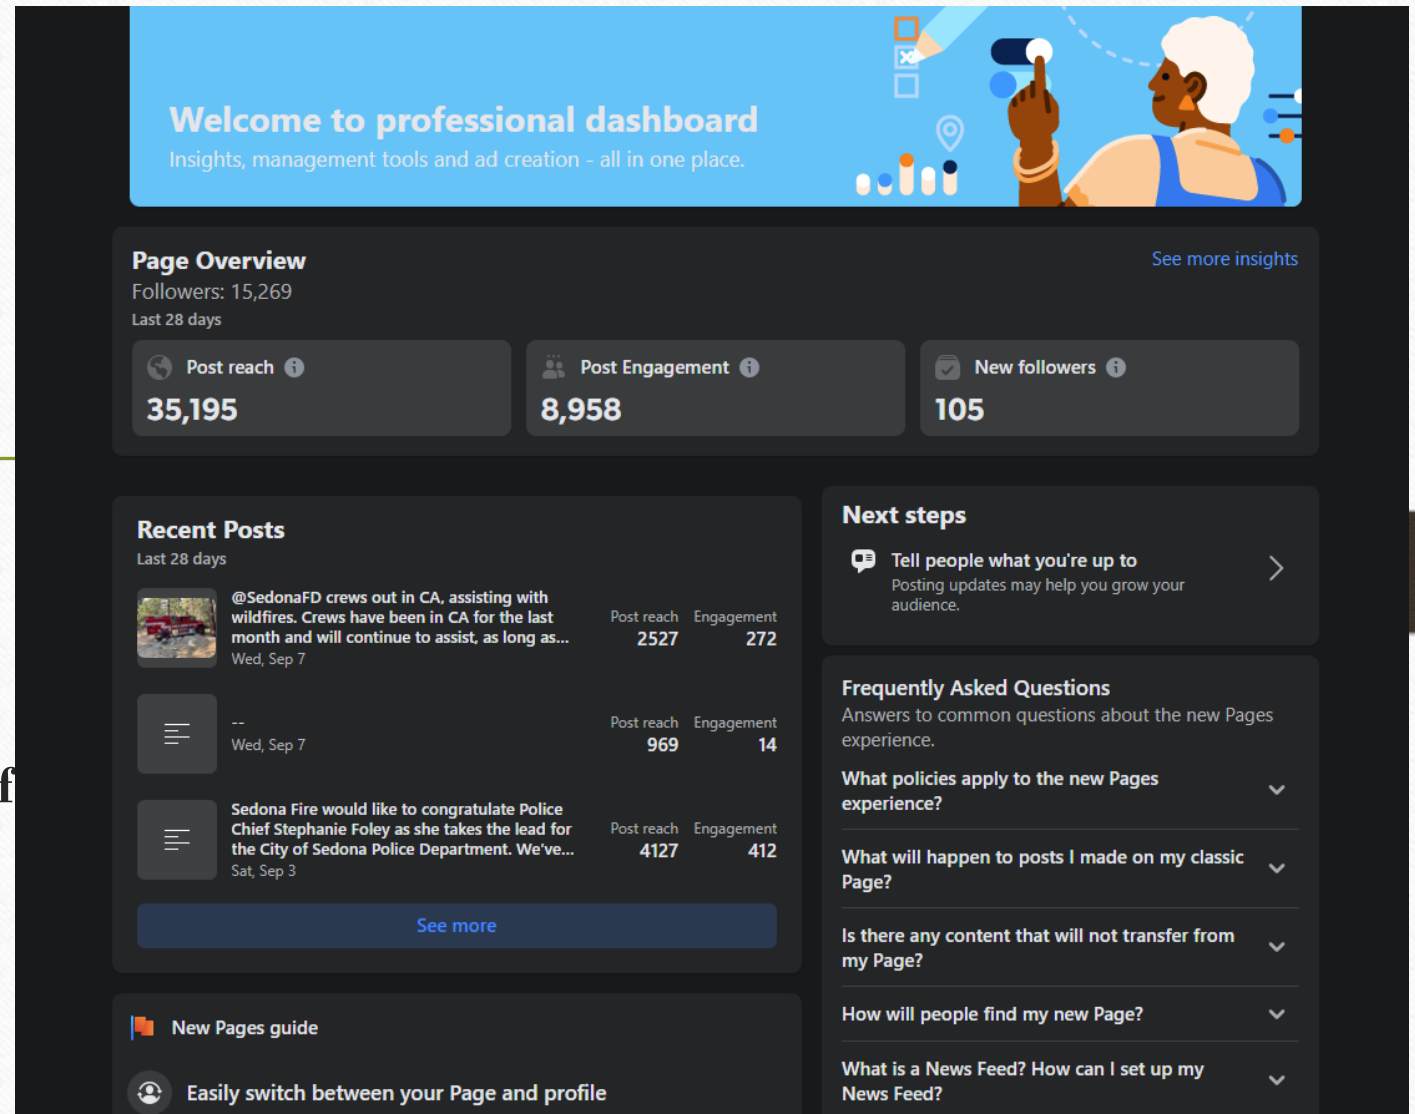 Welcome to professional dashboard
Insights, management tools and ad creation - all in one place.
Page Overview
See more insights
Followers: 15,269
Last 28 days
Post reach
35,195
Post Engagement
8,958
New followers
105
Recent Posts
Last 28 days
@SedonaFD crews out in CA, assisting with
wildfires. Crews have been in CA for the last
month and will continue to assist, as long as...
Wed, Sep 7
Post reach Engagement
2527 272
--
Wed, Sep 7
Post reach Engagement
969 14
Sedona Fire would like to congratulate Police
Chief Stephanie Foley as she takes the lead for
the City of Sedona Police Department. We've...
Sat, Sep 3
Post reach Engagement
4127 412
See more
New Pages guide
Easily switch between your Page and profile
Next steps
Tell people what you're up to
Posting updates may help you grow your
audience.
Frequently Asked Questions
Answers to common questions about the new Pages
experience.
What policies apply to the new Pages
experience?
What will happen to posts I made on my classic
Page?
Is there any content that will not transfer from
my Page?
How will people find my new Page?
What is a News Feed? How can I set up my
News Feed?
f